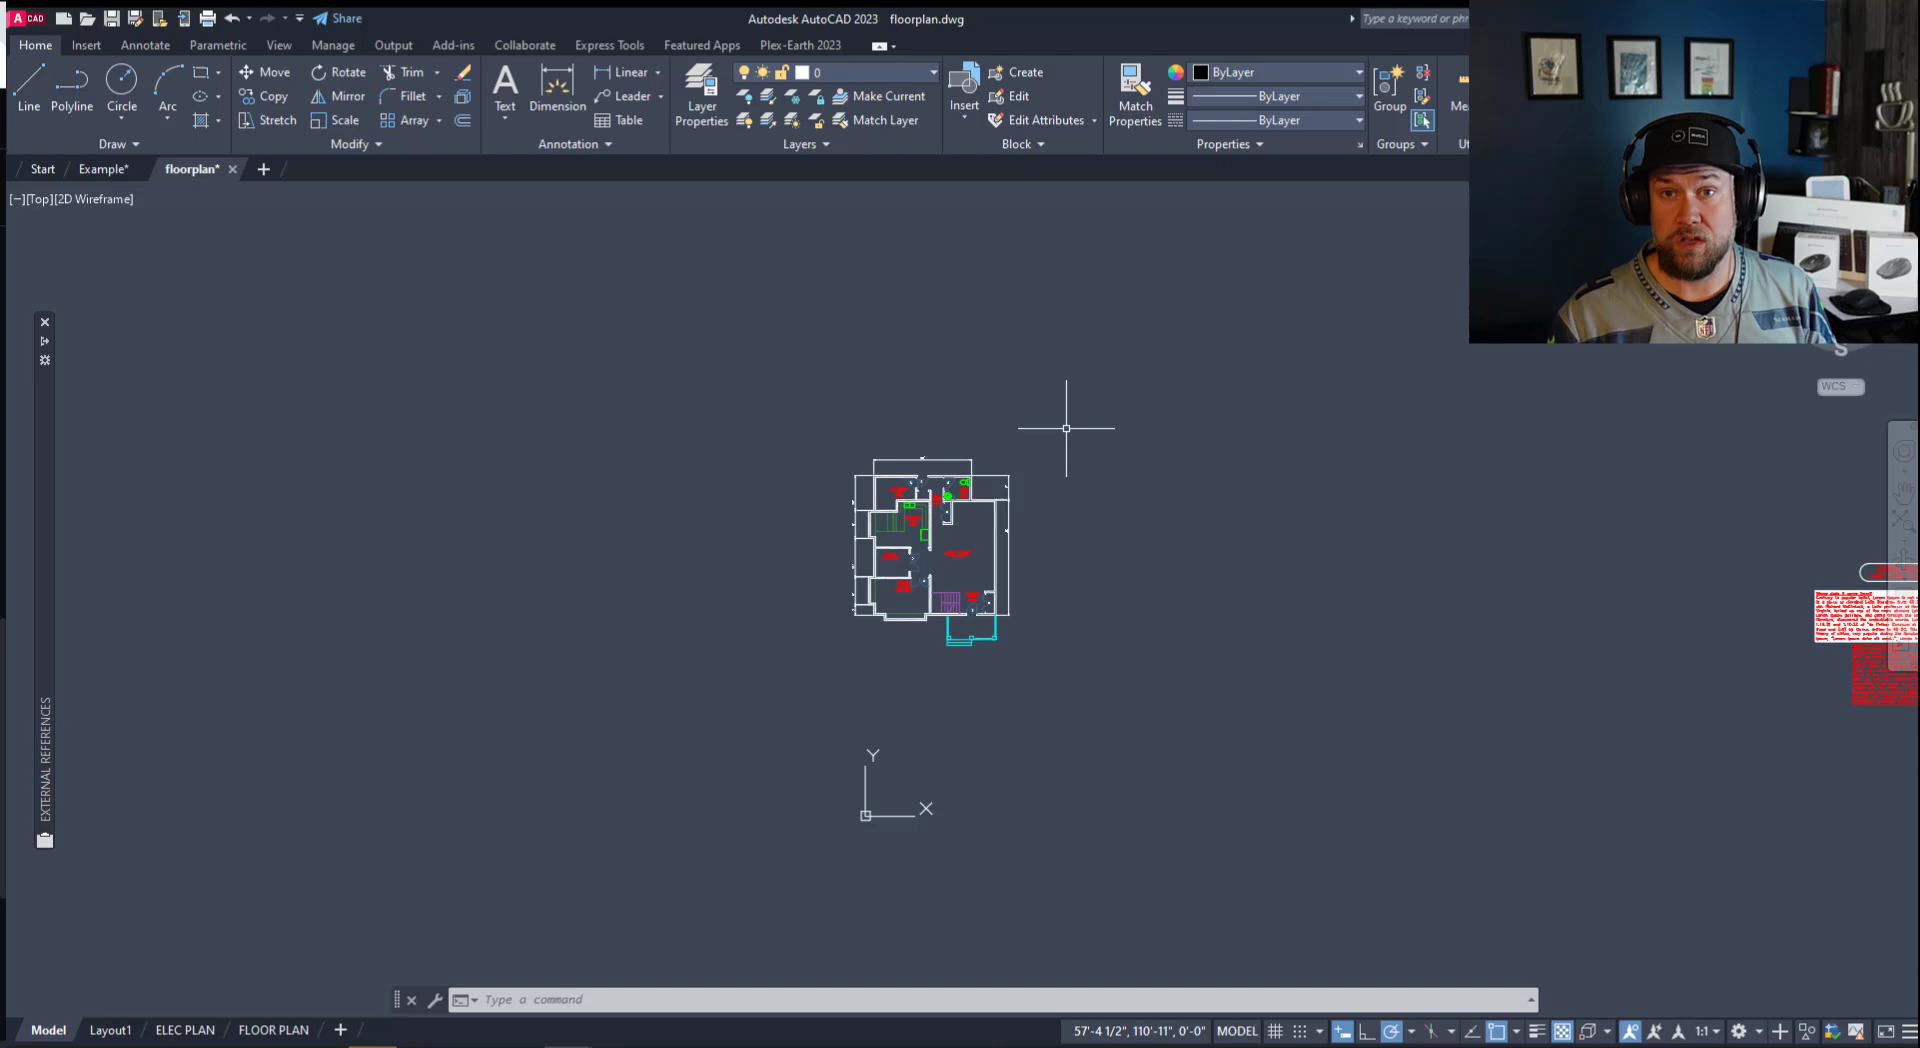 A CAD
Share
Autodesk AutoCAD 2023 floorplan.dwg
Type a keyword or phr
Home Insert Annotate Parametric View Manage Output Add-ins Collaborate Express Tools Featured Apps Plex-Earth 2023
Line Polyline Circle Arc
Move Rotate Trim
Copy Mirror Fillet
Stretch Scale Array
Text Dimension
Linear
Leader
Table
Layer Properties
0
Make Current
Match Layer
Insert
Create
Edit
Edit Attributes
Match Properties
ByLayer
ByLayer
ByLayer
Group
Mea
Draw Modify Annotation Layers Block Properties Groups Ut
Start Example* floorplan*
[−][Top][2D Wireframe]
S
WCS
EXTERNAL REFERENCES
Y
X
Type a command
Model Layout1 ELEC PLAN FLOOR PLAN
57'-4 1/2", 110'-11", 0'-0" MODEL 1:1